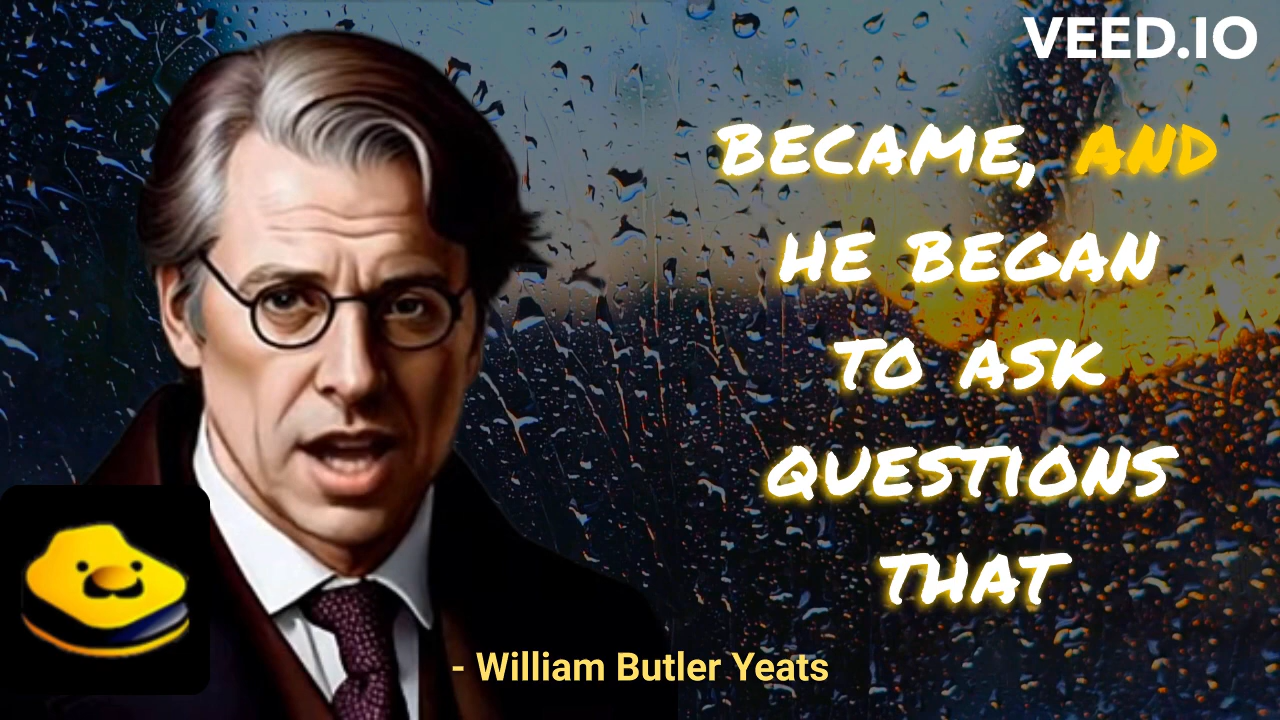 VEED.IO
BECAME, AND
HE BEGAN
TO ASK
QUESTIONS
THAT
- William Butler Yeats